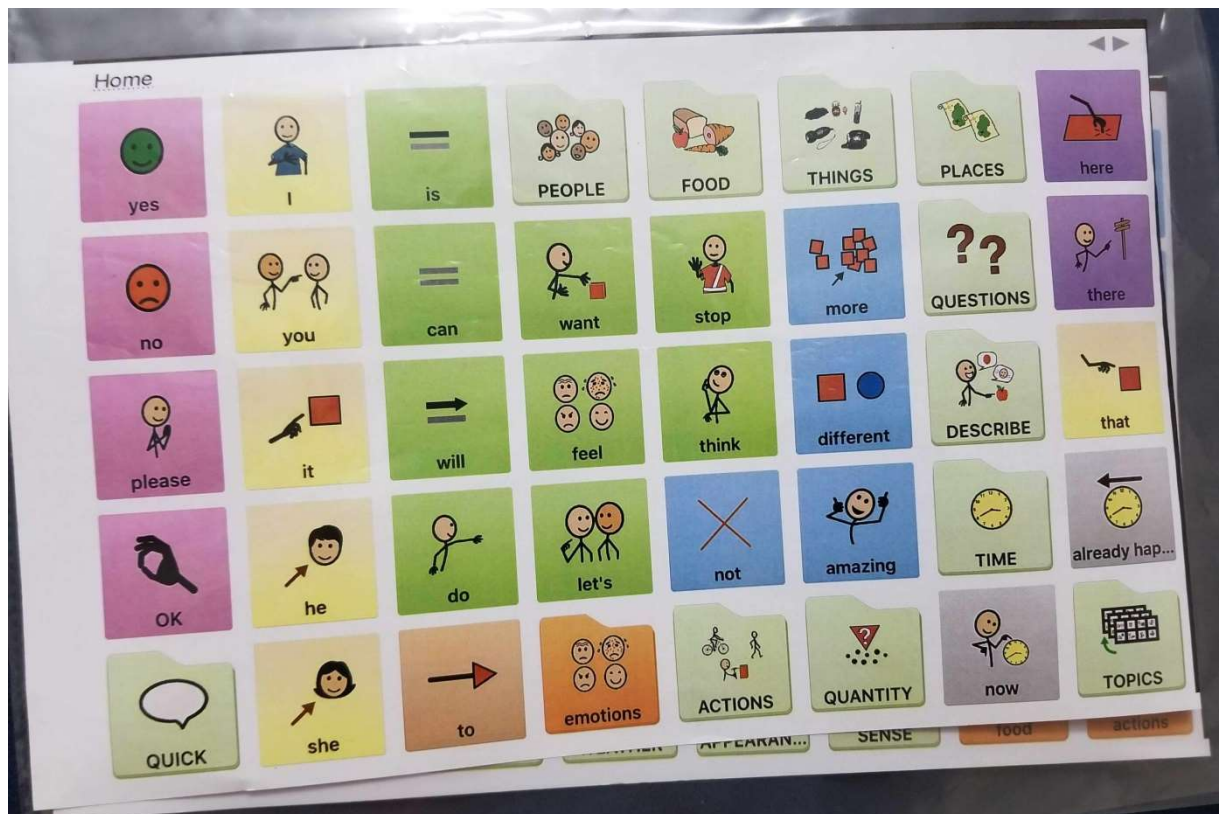 Home
yes I is PEOPLE FOOD THINGS PLACES here
no you can want stop more QUESTIONS there
please it will feel think different DESCRIBE that
OK he do let's not amazing TIME already hap...
QUICK she to emotions ACTIONS QUANTITY now TOPICS
APPEARAN... SENSE food actions